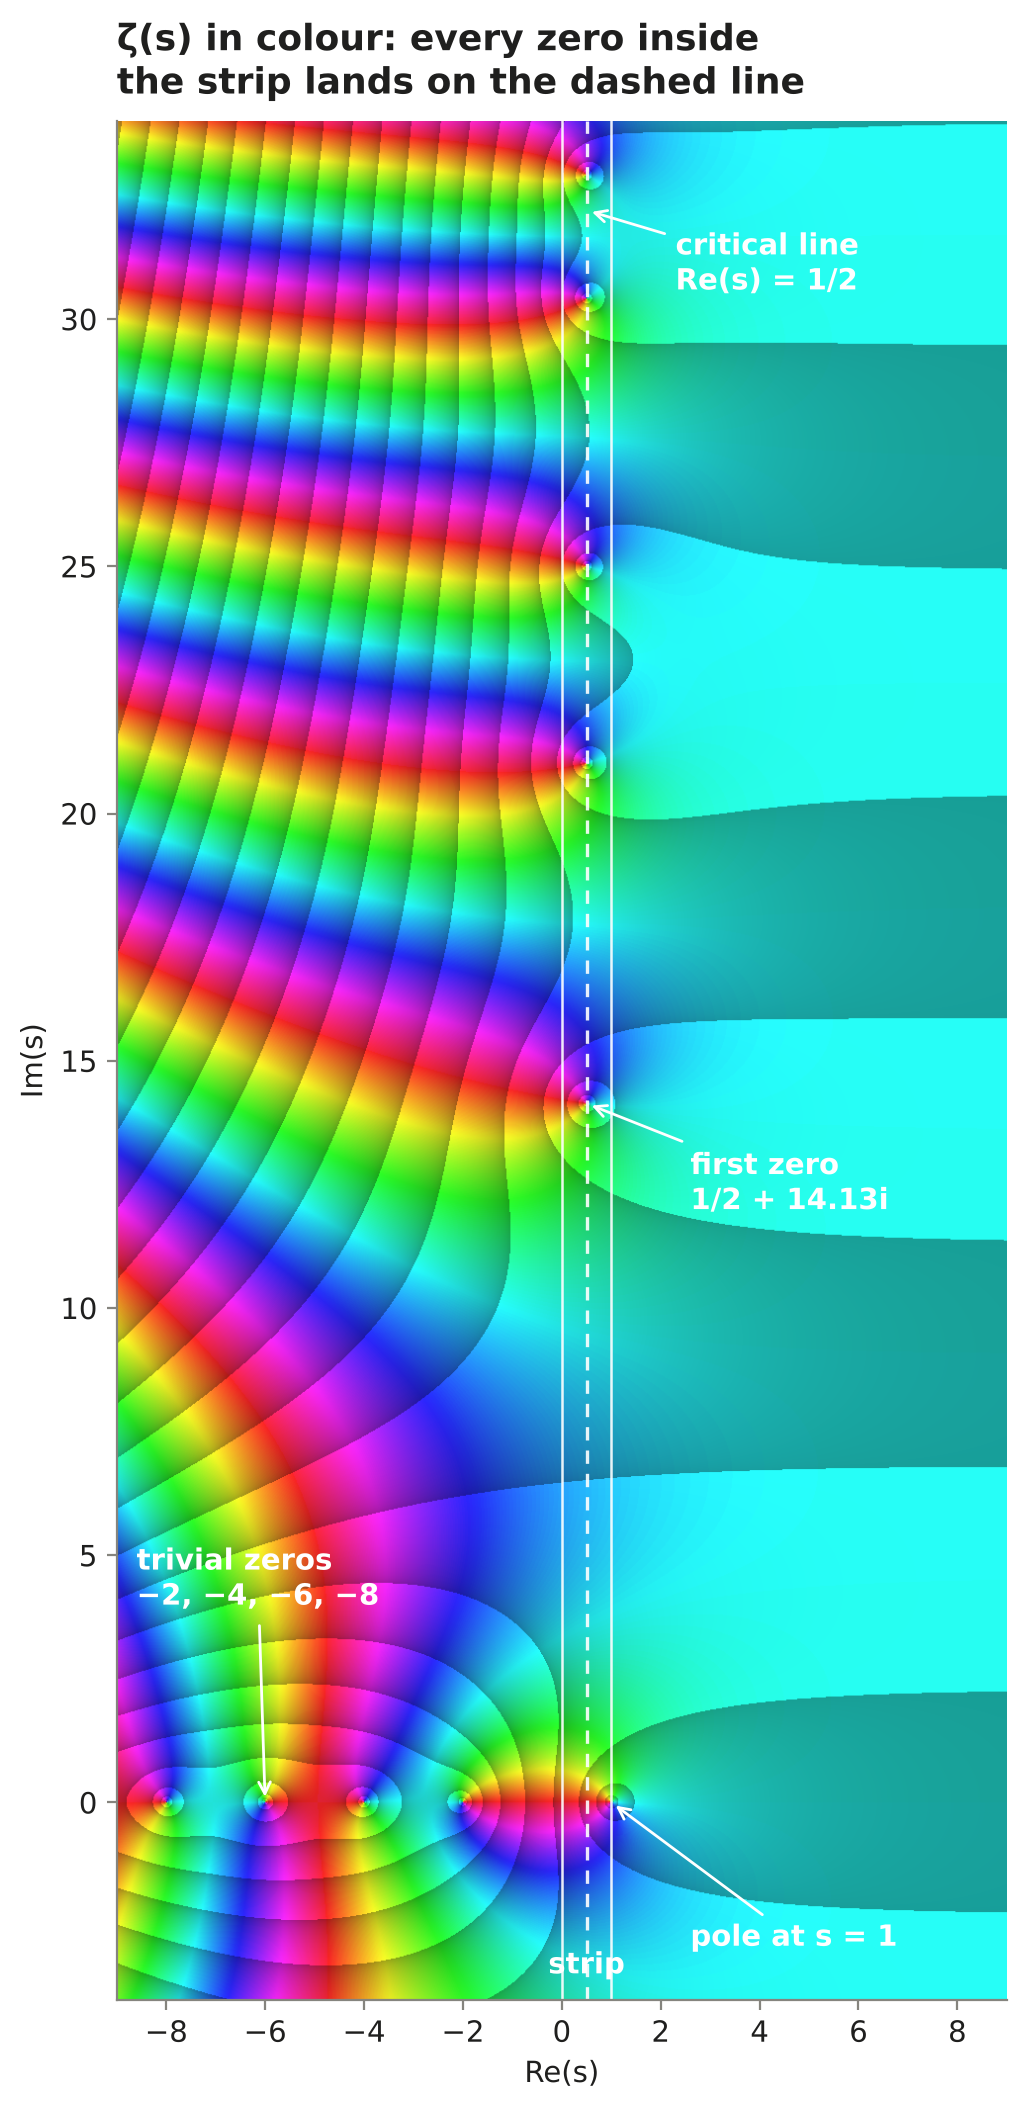 ζ(s) in colour: every zero inside
the strip lands on the dashed line
critical line
Re(s) = 1/2
30
25
20
15
Im(s)
first zero
1/2 + 14.13i
10
5
trivial zeros
−2, −4, −6, −8
0
pole at s = 1
strip
−8 −6 −4 −2 0 2 4 6 8
Re(s)